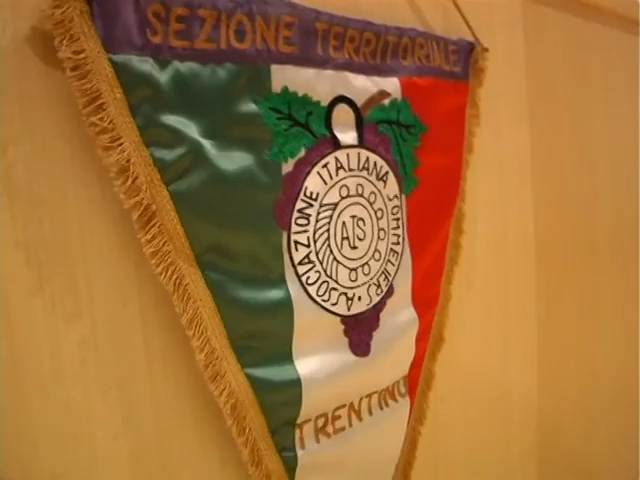 SEZIONE TERRITORIALE
ASSOCIAZIONE ITALIANA SOMMELIERS
AIS
TRENTINO